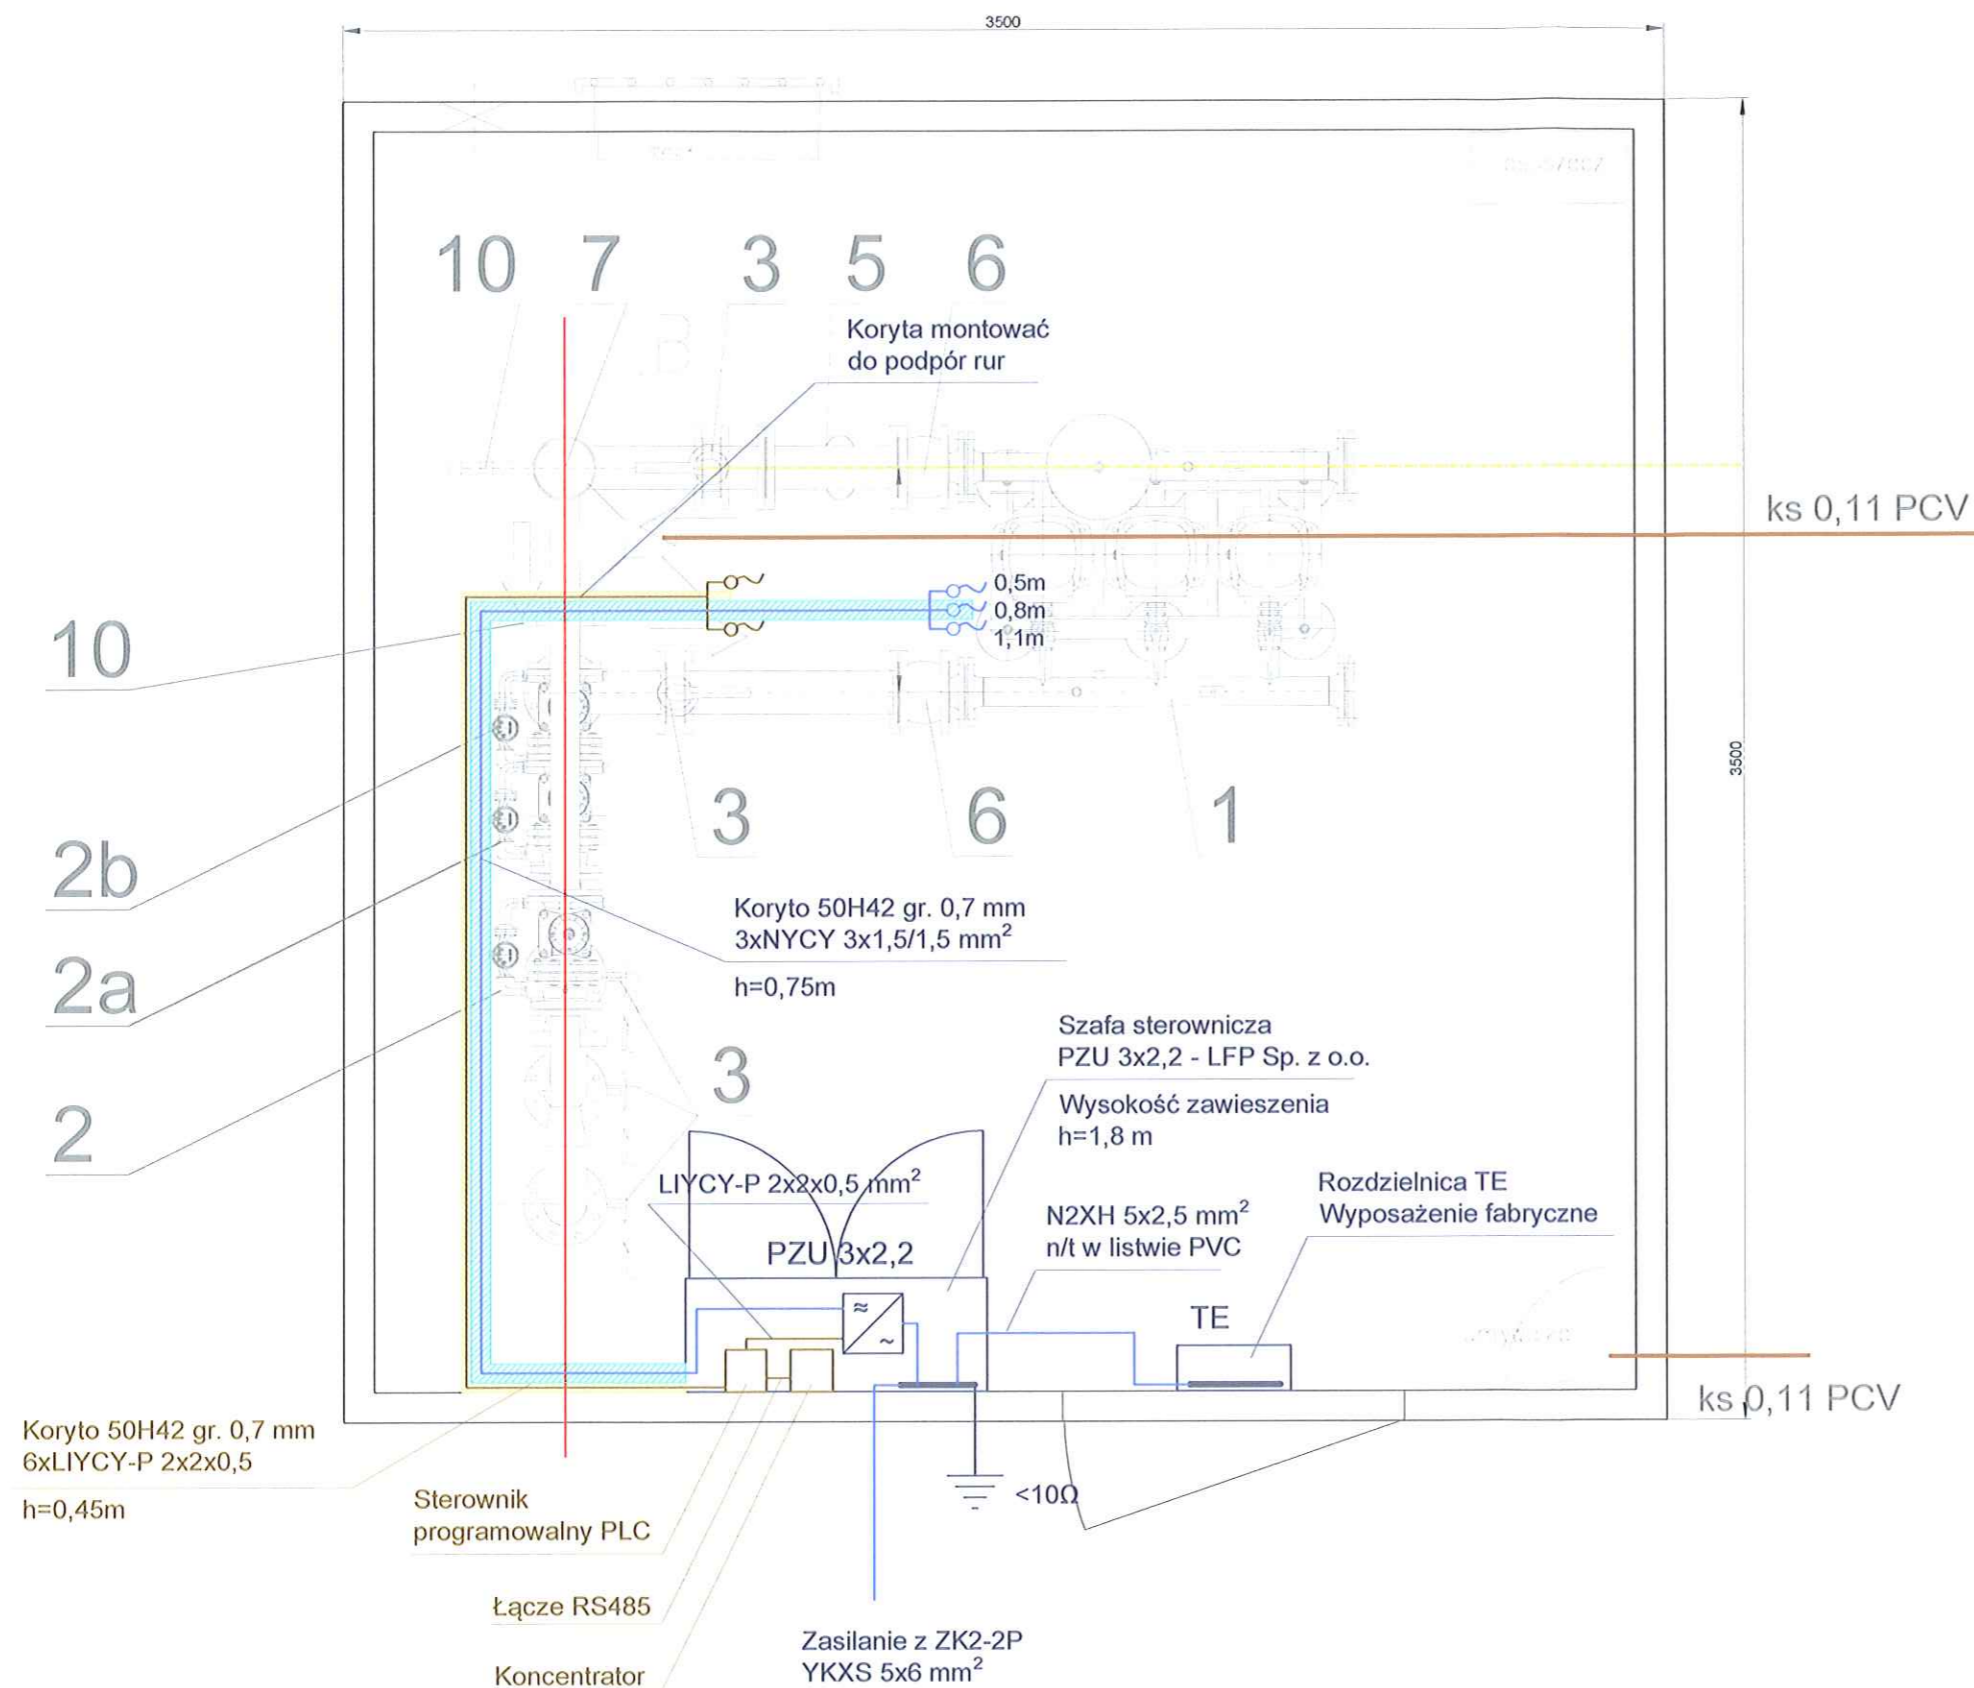 3500
10 7 3 5 6
Koryta montować
do podpór rur
ks 0,11 PCV
0,5m
0,8m
1,1m
10
3500
3 6 1
2b
Koryto 50H42 gr. 0,7 mm
3xNYCY 3x1,5/1,5 mm²
h=0,75m
2a
Szafa sterownicza
PZU 3x2,2 - LFP Sp. z o.o.
Wysokość zawieszenia
h=1,8 m
3
2
LIYCY-P 2x2x0,5 mm²
N2XH 5x2,5 mm²
n/t w listwie PVC
Rozdzielnica TE
Wyposażenie fabryczne
PZU 3x2,2
≈
~
TE
ks 0,11 PCV
Koryto 50H42 gr. 0,7 mm
6xLIYCY-P 2x2x0,5
h=0,45m
Sterownik
programowalny PLC
<10Ω
Łącze RS485
Koncentrator
Zasilanie z ZK2-2P
YKXS 5x6 mm²